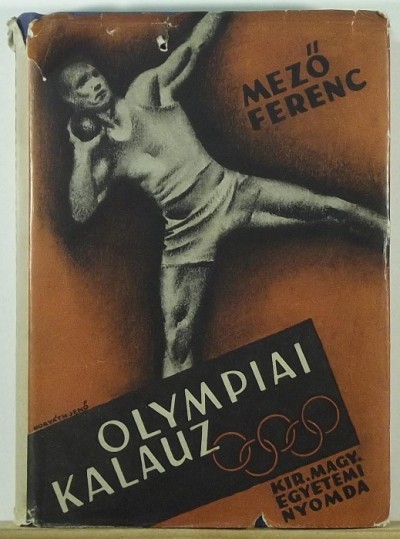 MEZŐ
FERENC
HORVÁTH JENŐ
OLYMPIAI
KALAUZ
KIR. MAGY.
EGYETEMI
NYOMDA